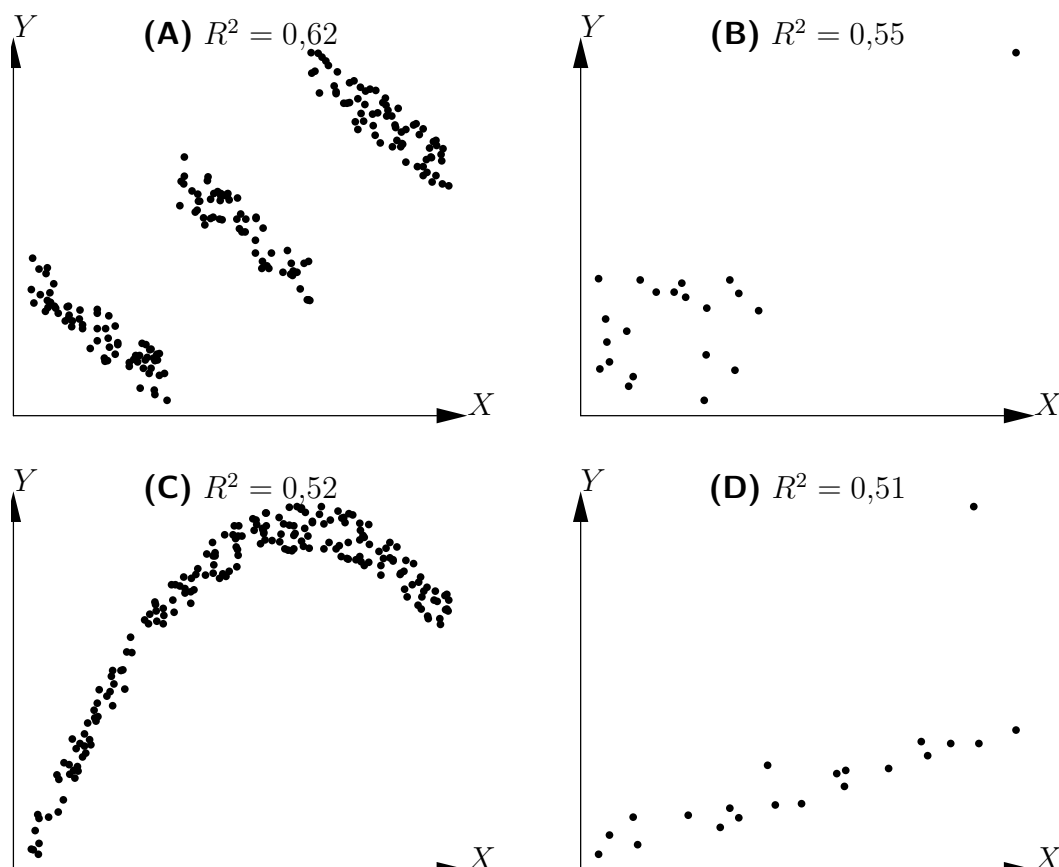 Y
(A) R² = 0,62
X
Y
(B) R² = 0,55
X
Y
(C) R² = 0,52
X
Y
(D) R² = 0,51
X